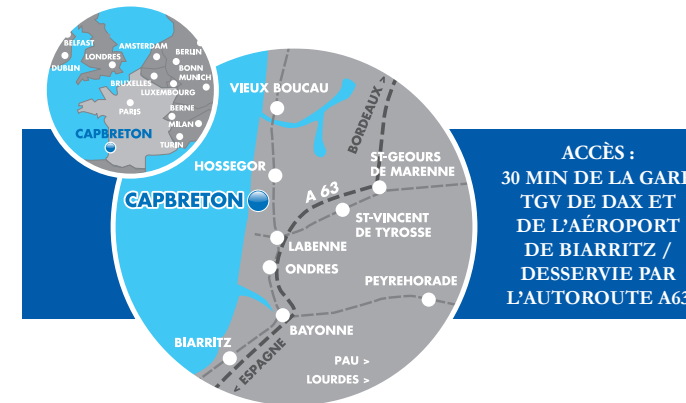 BELFAST
AMSTERDAM
BERLIN
DUBLIN
LONDRES
BONN
BRUXELLES
MUNICH
LUXEMBOURG
PARIS
BERNE
MILAN
CAPBRETON
TURIN
VIEUX BOUCAU
BORDEAUX >
HOSSEGOR
ST-GEOURS
DE MARENNE
CAPBRETON
A 63
ST-VINCENT
DE TYROSSE
LABENNE
ONDRES
PEYREHORADE
BAYONNE
BIARRITZ
< ESPAGNE
PAU >
LOURDES >
ACCÈS :
30 MIN DE LA GARE
TGV DE DAX ET
DE L'AÉROPORT
DE BIARRITZ /
DESSERVIE PAR
L'AUTOROUTE A63